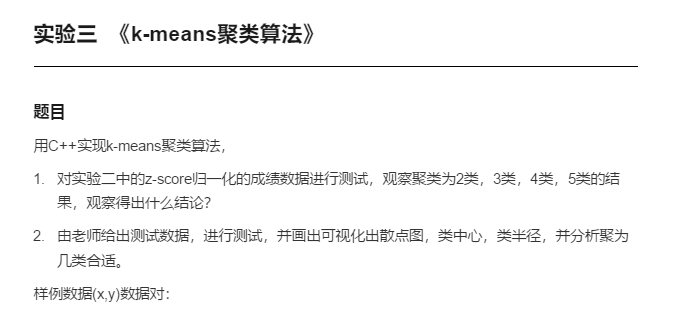 实验三 《k-means聚类算法》
题目
用C++实现k-means聚类算法，
1. 对实验二中的z-score归一化的成绩数据进行测试，观察聚类为2类，3类，4类，5类的结
果，观察得出什么结论？
2. 由老师给出测试数据，进行测试，并画出可视化出散点图，类中心，类半径，并分析聚为
几类合适。
样例数据(x,y)数据对：